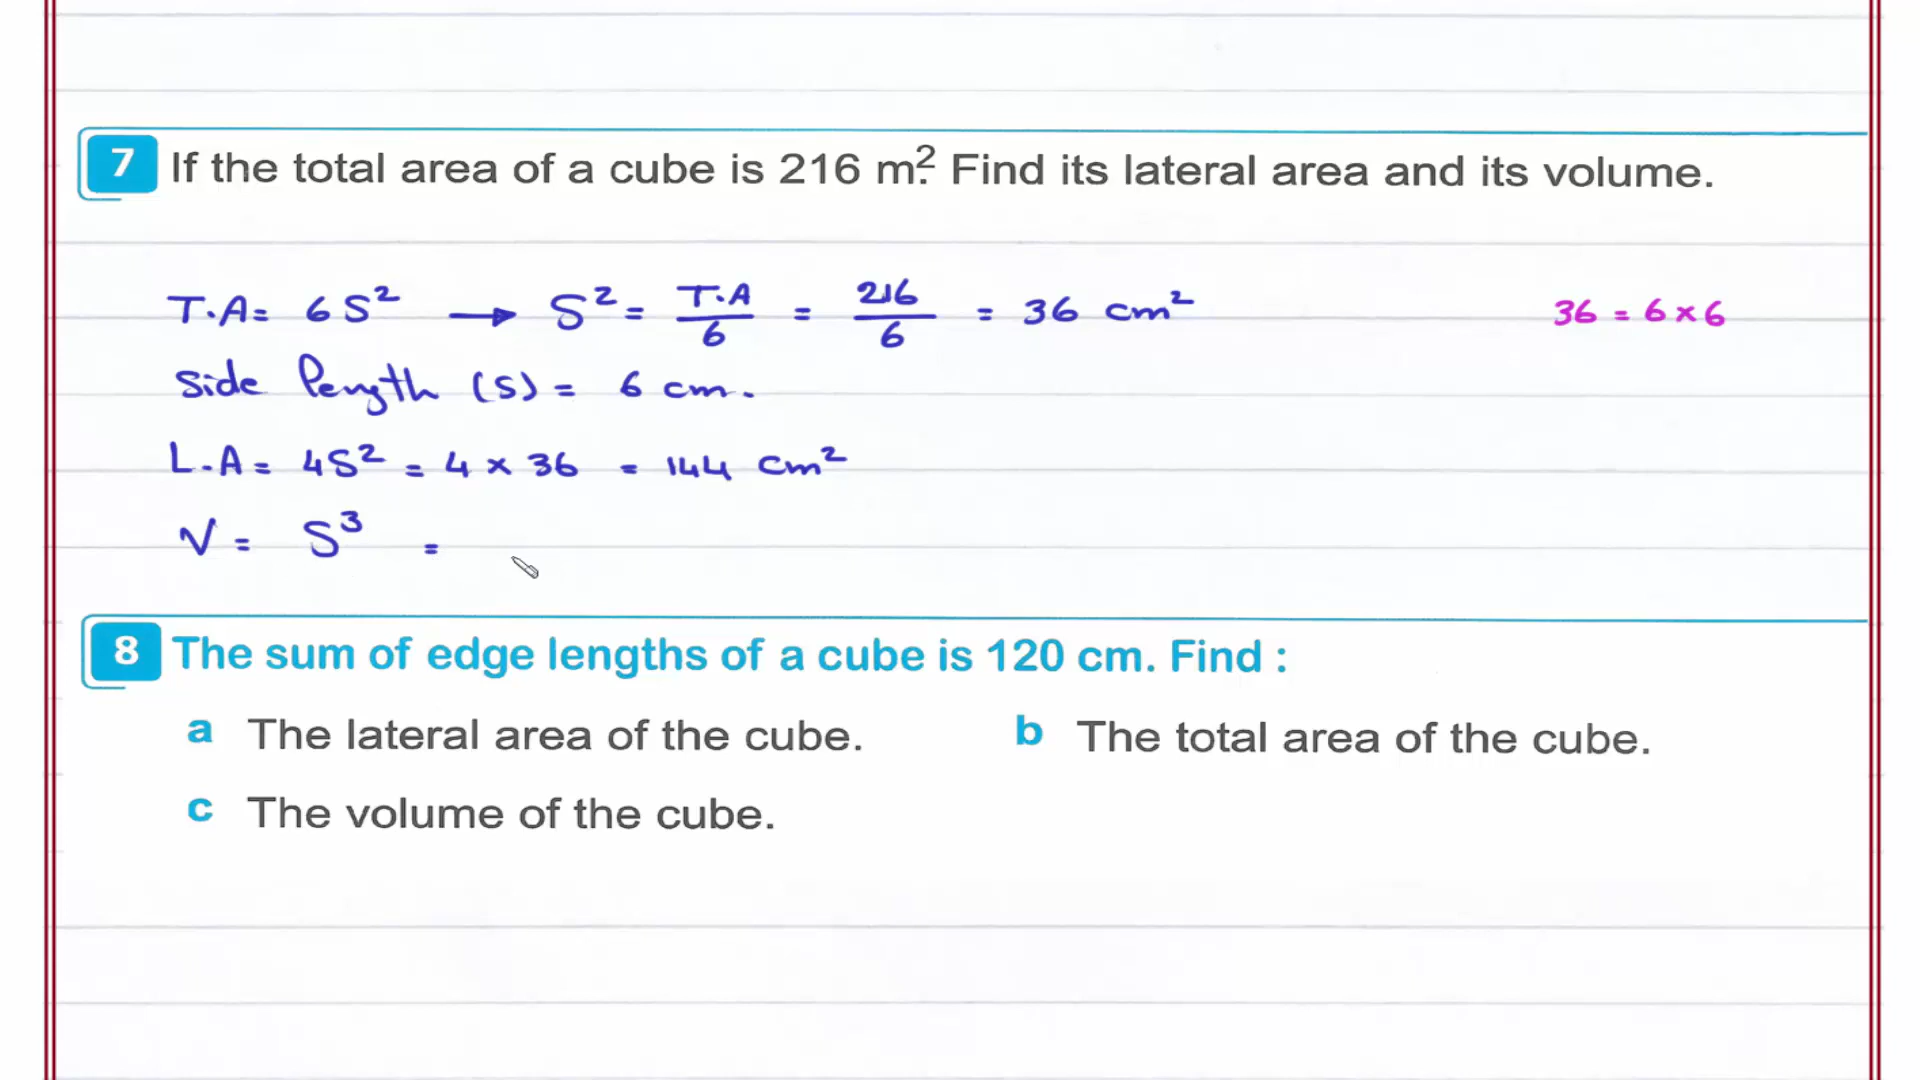 7 If the total area of a cube is 216 m². Find its lateral area and its volume.
T.A = 6S² → S² = T.A/6 = 216/6 = 36 cm²
36 = 6 × 6
Side length (S) = 6 cm.
L.A = 4S² = 4 × 36 = 144 cm²
V = S³ =
8 The sum of edge lengths of a cube is 120 cm. Find :
a The lateral area of the cube.
b The total area of the cube.
c The volume of the cube.